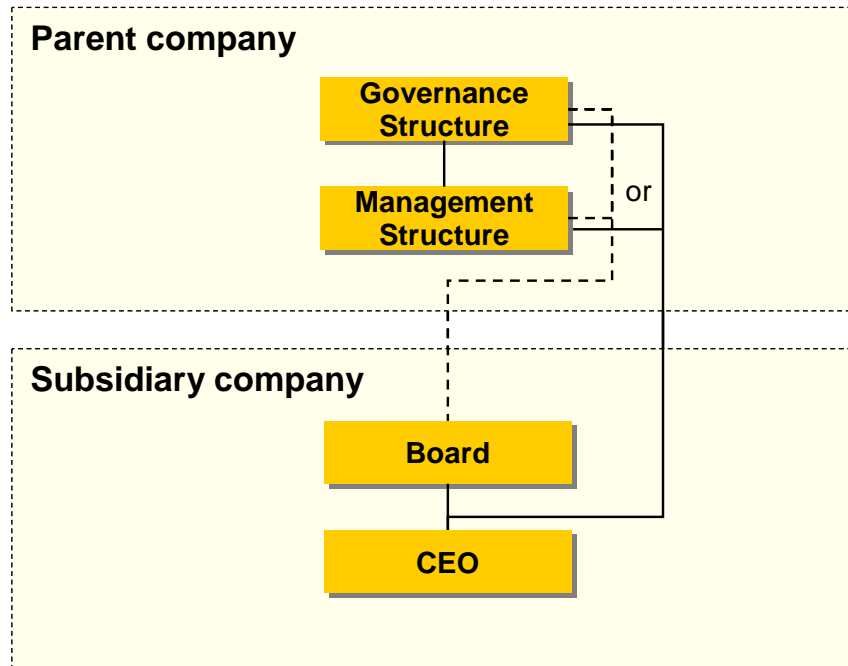 Parent company
Governance
Structure
or
Management
Structure
Subsidiary company
Board
CEO